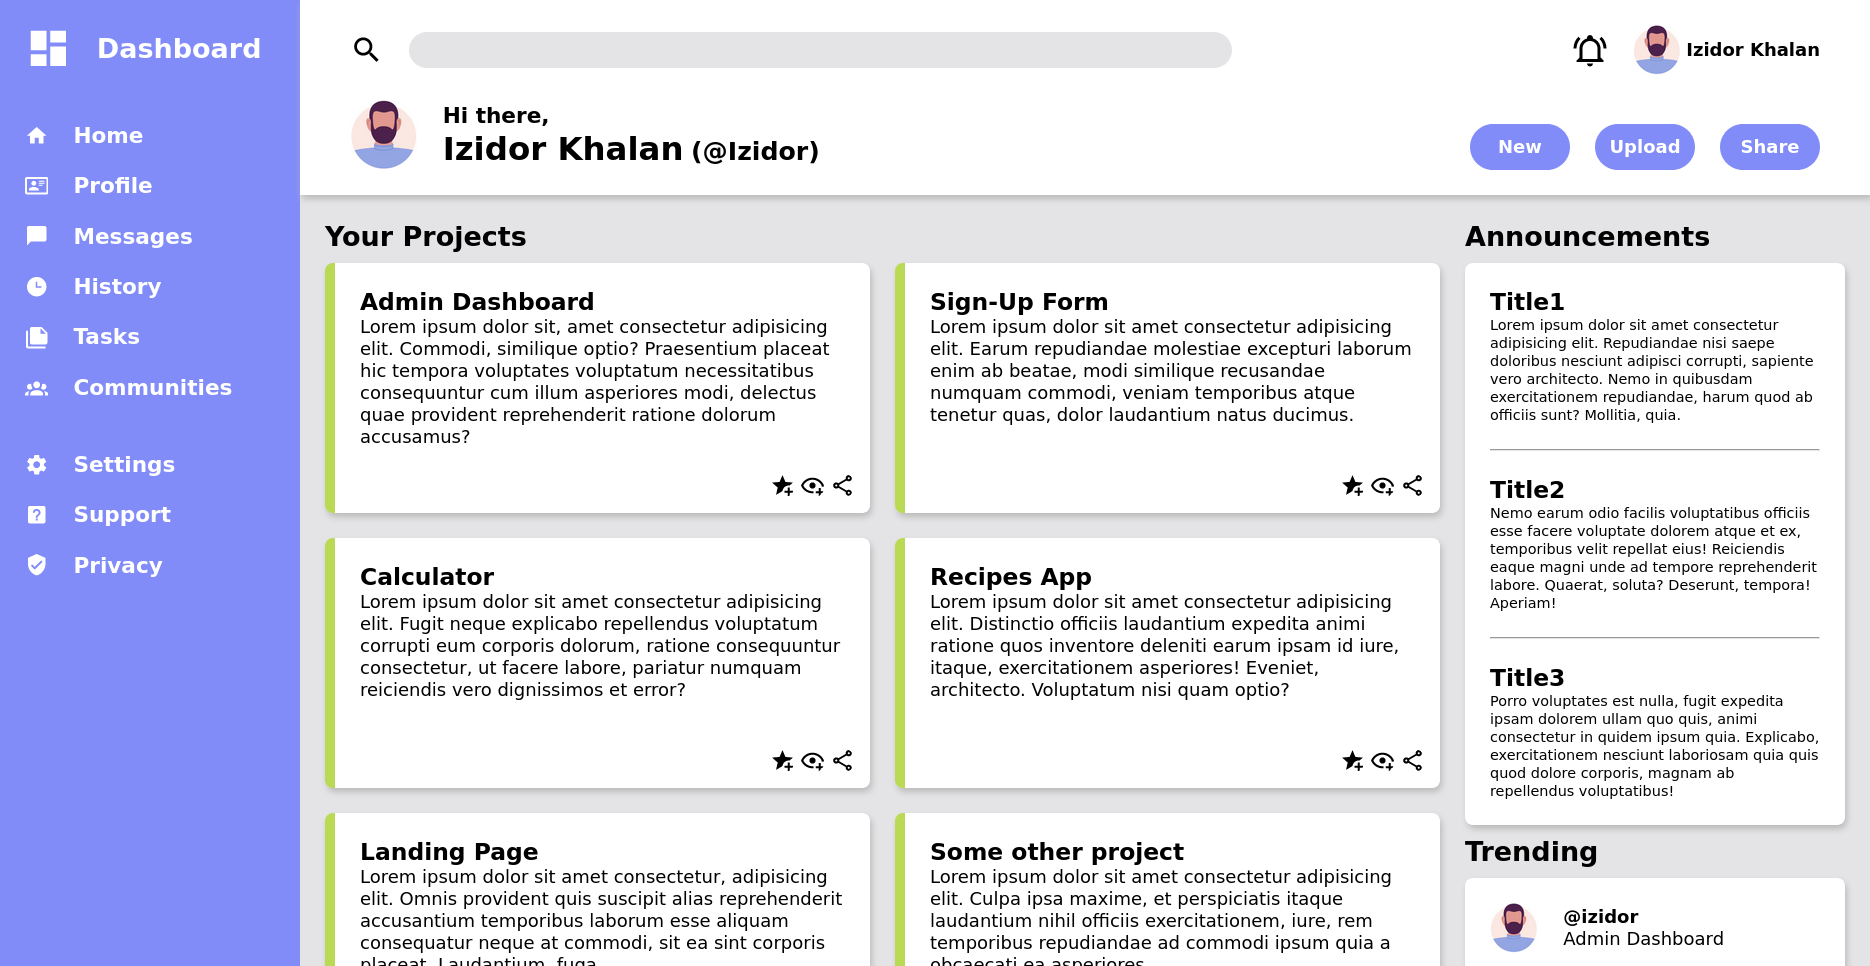 Dashboard
Home
Profile
Messages
History
Tasks
Communities
Settings
Support
Privacy
Izidor Khalan
Hi there,
Izidor Khalan (@Izidor)
New
Upload
Share
Your Projects
Admin Dashboard
Lorem ipsum dolor sit, amet consectetur adipisicing
elit. Commodi, similique optio? Praesentium placeat
hic tempora voluptates voluptatum necessitatibus
consequuntur cum illum asperiores modi, delectus
quae provident reprehenderit ratione dolorum
accusamus?
Sign-Up Form
Lorem ipsum dolor sit amet consectetur adipisicing
elit. Earum repudiandae molestiae excepturi laborum
enim ab beatae, modi similique recusandae
numquam commodi, veniam temporibus atque
tenetur quas, dolor laudantium natus ducimus.
Calculator
Lorem ipsum dolor sit amet consectetur adipisicing
elit. Fugit neque explicabo repellendus voluptatum
corrupti eum corporis dolorum, ratione consequuntur
consectetur, ut facere labore, pariatur numquam
reiciendis vero dignissimos et error?
Recipes App
Lorem ipsum dolor sit amet consectetur adipisicing
elit. Distinctio officiis laudantium expedita animi
ratione quos inventore deleniti earum ipsam id iure,
itaque, exercitationem asperiores! Eveniet,
architecto. Voluptatum nisi quam optio?
Landing Page
Lorem ipsum dolor sit amet consectetur, adipisicing
elit. Omnis provident quis suscipit alias reprehenderit
accusantium temporibus laborum esse aliquam
consequatur neque at commodi, sit ea sint corporis
placeat. Laudantium, fuga.
Some other project
Lorem ipsum dolor sit amet consectetur adipisicing
elit. Culpa ipsa maxime, et perspiciatis itaque
laudantium nihil officiis exercitationem, iure, rem
temporibus repudiandae ad commodi ipsum quia a
obcaecati ea asperiores.
Announcements
Title1
Lorem ipsum dolor sit amet consectetur
adipisicing elit. Repudiandae nisi saepe
doloribus nesciunt adipisci corrupti, sapiente
vero architecto. Nemo in quibusdam
exercitationem repudiandae, harum quod ab
officiis sunt? Mollitia, quia.
Title2
Nemo earum odio facilis voluptatibus officiis
esse facere voluptate dolorem atque et ex,
temporibus velit repellat eius! Reiciendis
eaque magni unde ad tempore reprehenderit
labore. Quaerat, soluta? Deserunt, tempora!
Aperiam!
Title3
Porro voluptates est nulla, fugit expedita
ipsam dolorem ullam quo quis, animi
consectetur in quidem ipsum quia. Explicabo,
exercitationem nesciunt laboriosam quia quis
quod dolore corporis, magnam ab
repellendus voluptatibus!
Trending
@izidor
Admin Dashboard